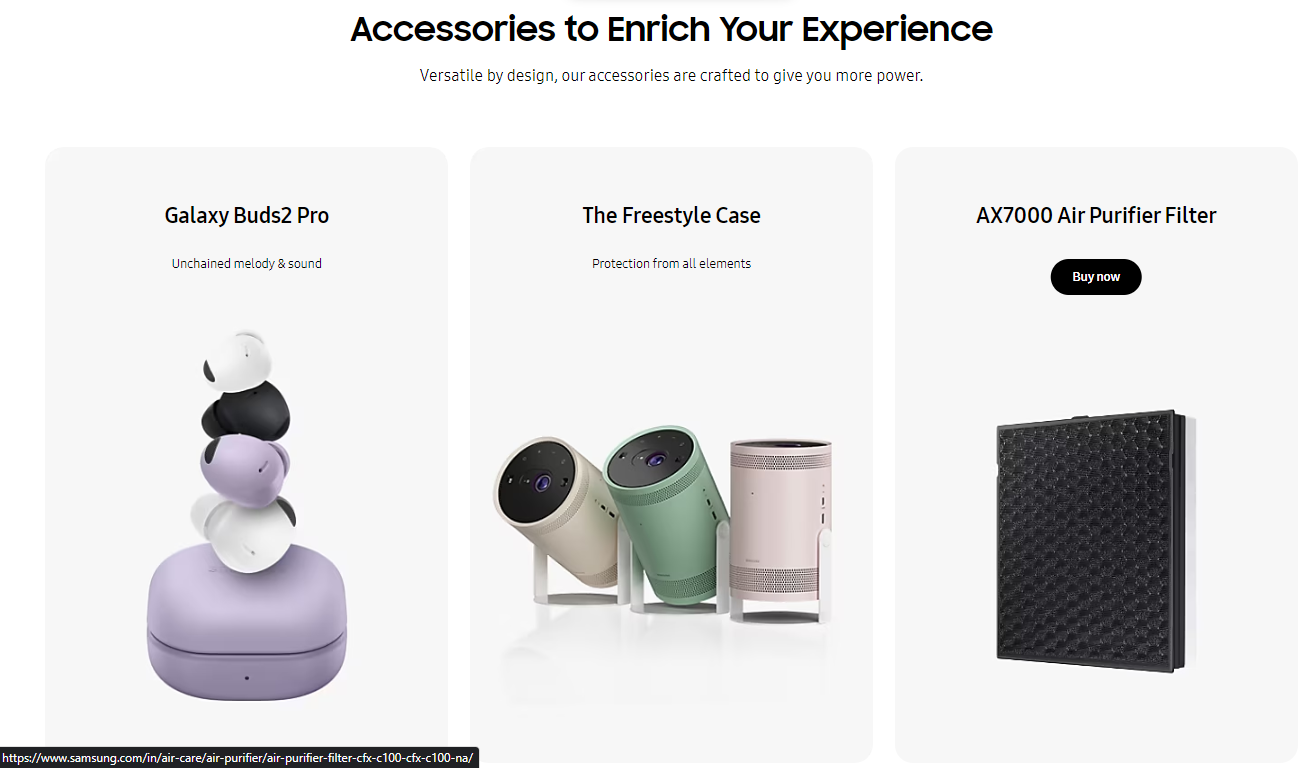 Accessories to Enrich Your Experience
Versatile by design, our accessories are crafted to give you more power.
Galaxy Buds2 Pro
Unchained melody & sound
The Freestyle Case
Protection from all elements
AX7000 Air Purifier Filter
Buy now
https://www.samsung.com/in/air-care/air-purifier/air-purifier-filter-cfx-c100-cfx-c100-na/